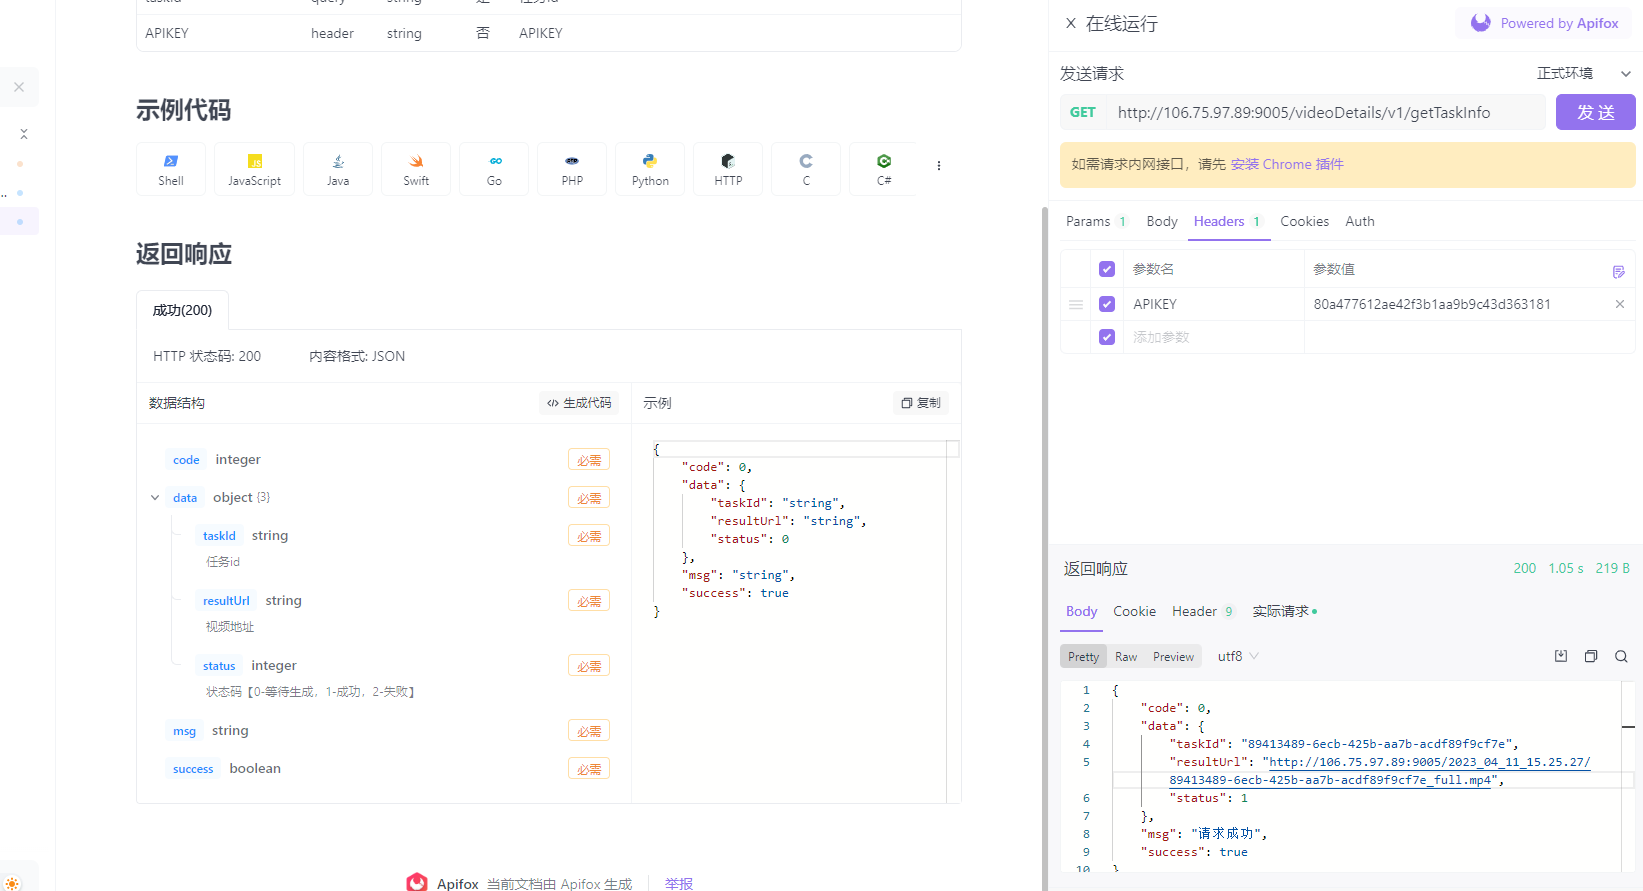 taskId query string 是 任务id
APIKEY header string 否 APIKEY
示例代码
Shell JavaScript Java Swift Go PHP Python HTTP C C#
返回响应
成功(200)
HTTP 状态码: 200 内容格式: JSON
数据结构 生成代码
code integer 必需
data object {3} 必需
taskId string 必需
任务id
resultUrl string 必需
视频地址
status integer 必需
状态码【0-等待生成，1-成功，2-失败】
msg string 必需
success boolean 必需
示例 复制
{
"code": 0,
"data": {
"taskId": "string",
"resultUrl": "string",
"status": 0
},
"msg": "string",
"success": true
}
Apifox 当前文档由 Apifox 生成 举报
在线运行 Powered by Apifox
发送请求 正式环境
GET http://106.75.97.89:9005/videoDetails/v1/getTaskInfo 发 送
如需请求内网接口，请先 安装 Chrome 插件
Params 1 Body Headers 1 Cookies Auth
参数名 参数值
APIKEY 80a477612ae42f3b1aa9b9c43d363181
添加参数
返回响应 200 1.05 s 219 B
Body Cookie Header 9 实际请求
Pretty Raw Preview utf8
1 {
2 "code": 0,
3 "data": {
4 "taskId": "89413489-6ecb-425b-aa7b-acdf89f9cf7e",
5 "resultUrl": "http://106.75.97.89:9005/2023_04_11_15.25.27/
89413489-6ecb-425b-aa7b-acdf89f9cf7e_full.mp4",
6 "status": 1
7 },
8 "msg": "请求成功",
9 "success": true
10 }